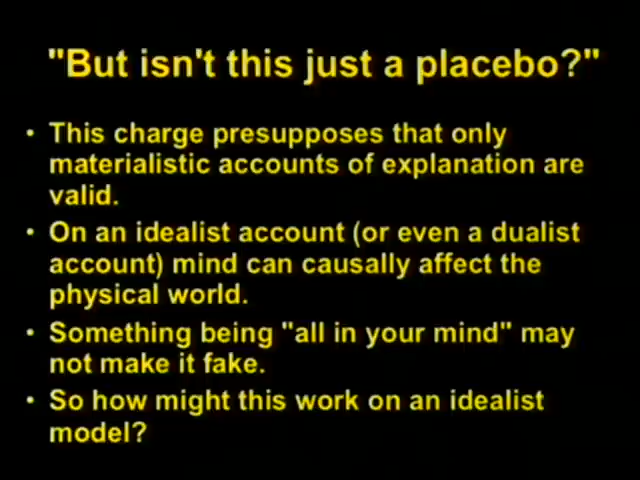 "But isn't this just a placebo?"
• This charge presupposes that only
materialistic accounts of explanation are
valid.
• On an idealist account (or even a dualist
account) mind can causally affect the
physical world.
• Something being "all in your mind" may
not make it fake.
• So how might this work on an idealist
model?